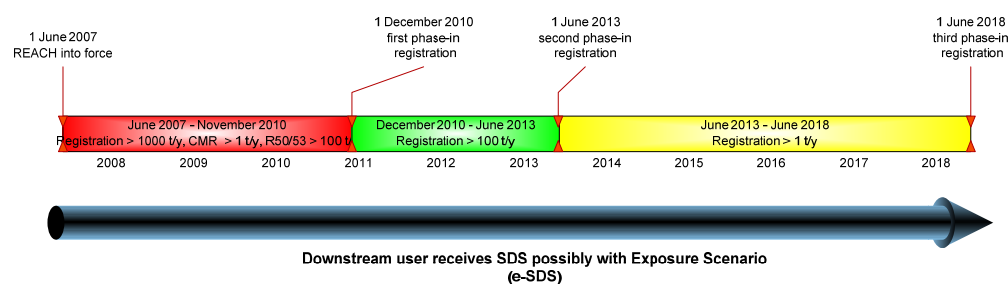 1 June 2007
REACH into force
1 December 2010
first phase-in
registration
1 June 2013
second phase-in
registration
1 June 2018
third phase-in
registration
June 2007 - November 2010
Registration > 1000 t/y, CMR > 1 t/y, R50/53 > 100 t/
December 2010 - June 2013
Registration > 100 t/y
June 2013 - June 2018
Registration > 1 t/y
2008 2009 2010 2011 2012 2013 2014 2015 2016 2017 2018
Downstream user receives SDS possibly with Exposure Scenario
(e-SDS)